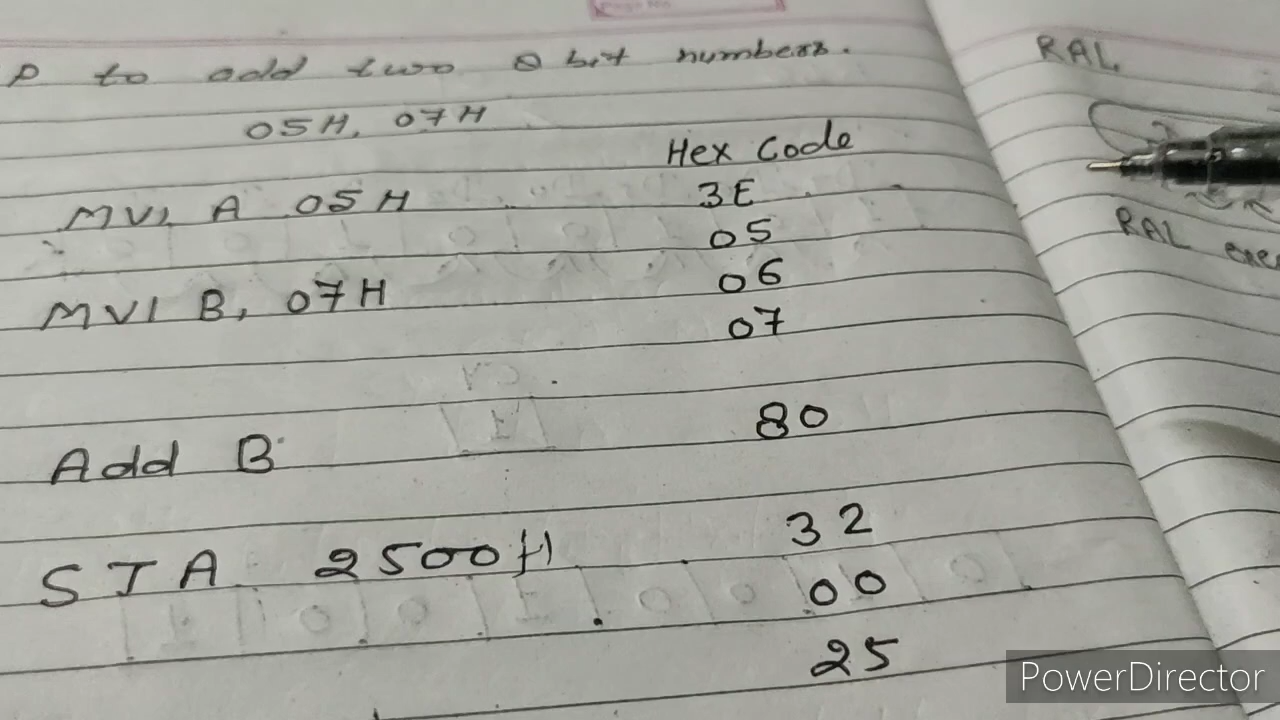 P to add two 8 bit numbers.
05H, 07H
Hex Code
MVI A 05H 3E
05
MVI B, 07H 06
07
Add B 80
STA 2500H 32
00
25
RAL
RAL
PowerDirector